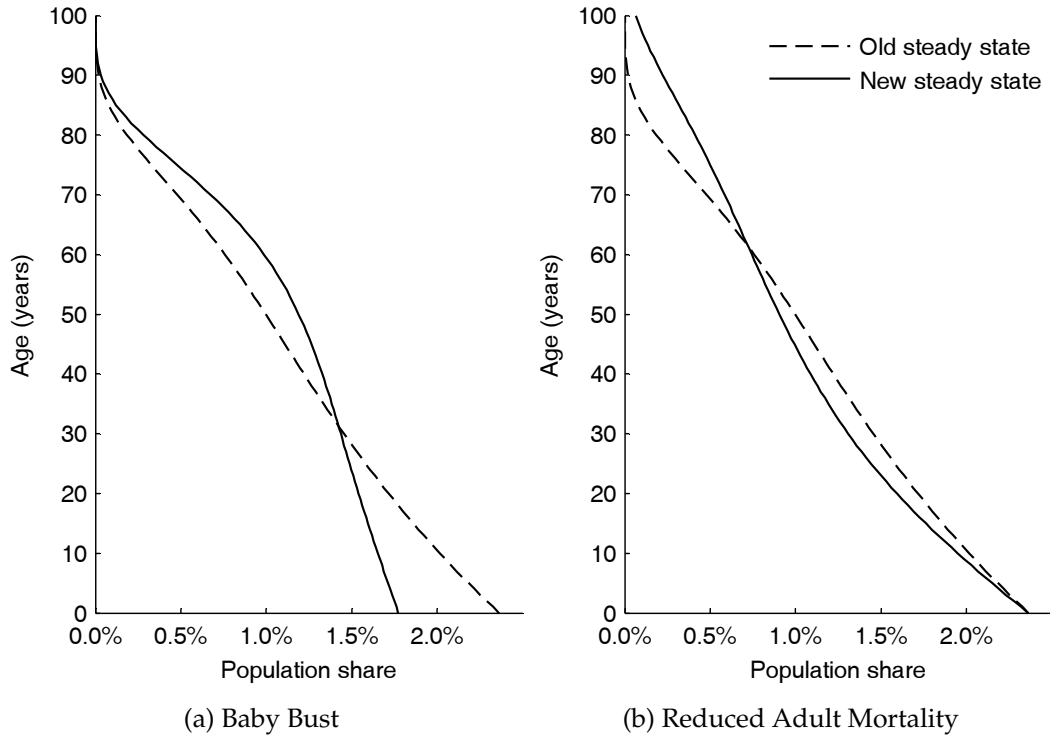 100
90
80
70
60
50
40
30
20
10
0
Age (years)
0.0% 0.5% 1.0% 1.5% 2.0%
Population share
(a) Baby Bust
100
90
80
70
60
50
40
30
20
10
0
Age (years)
Old steady state
New steady state
0.0% 0.5% 1.0% 1.5% 2.0%
Population share
(b) Reduced Adult Mortality